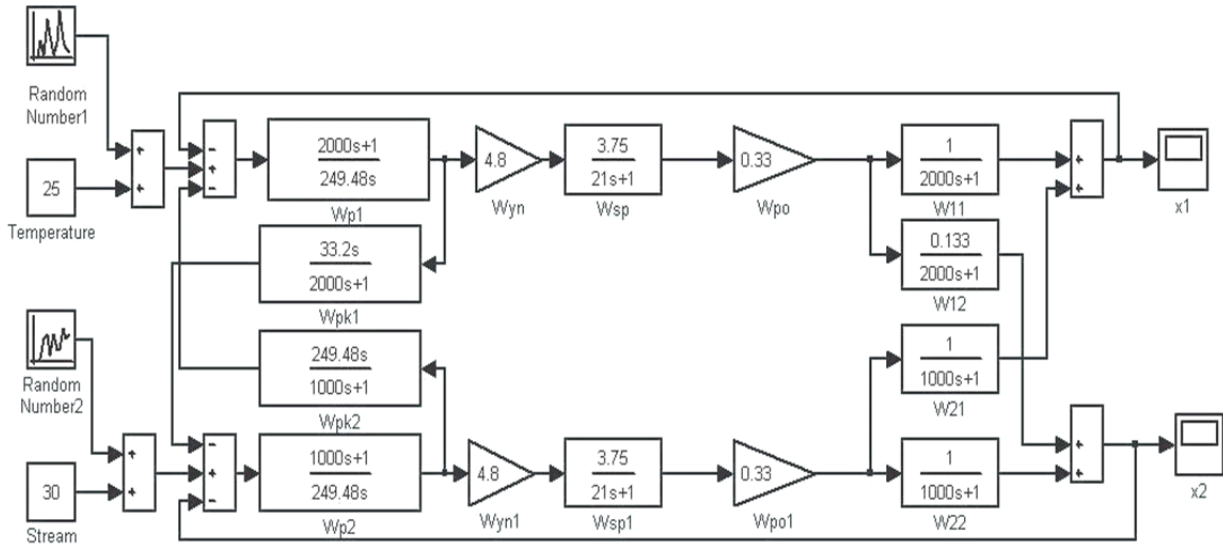 Random
Number1
25
Temperature
-
+
-
+
+
2000s+1
249.48s
Wp1
4.8
Wyn
3.75
21s+1
Wsp
0.33
Wpo
1
2000s+1
W11
+
+
x1
33.2s
2000s+1
Wpk1
0.133
2000s+1
W12
249.48s
1000s+1
Wpk2
1
1000s+1
W21
Random
Number2
30
Stream
+
+
-
+
-
1000s+1
249.48s
Wp2
4.8
Wyn1
3.75
21s+1
Wsp1
0.33
Wpo1
1
1000s+1
W22
+
+
x2